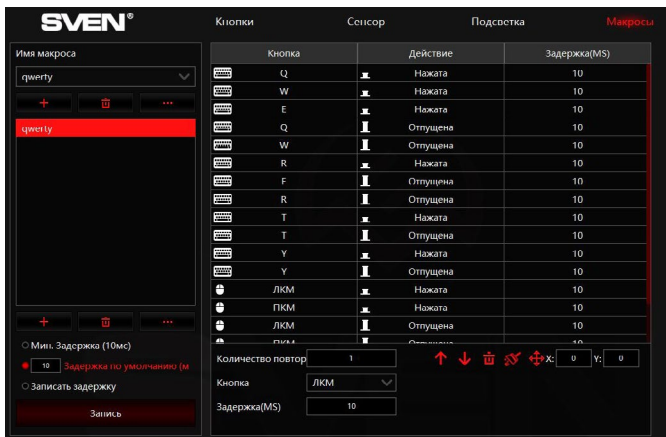 SVEN®
Кнопки Сенсор Подсветка Макросы
Имя макроса
qwerty
qwerty
Мин. Задержка (10мс)
10 Задержка по умолчанию (м
Записать задержку
Запись
Кнопка Действие Задержка(MS)
Q Нажата 10
W Нажата 10
E Нажата 10
Q Отпущена 10
W Отпущена 10
R Нажата 10
E Отпущена 10
R Отпущена 10
T Нажата 10
T Отпущена 10
Y Нажата 10
Y Отпущена 10
ЛКМ Нажата 10
ПКМ Нажата 10
ЛКМ Отпущена 10
ПКМ Отпущена 10
Количество повтор 1 X: 0 Y: 0
Кнопка ЛКМ
Задержка(MS) 10